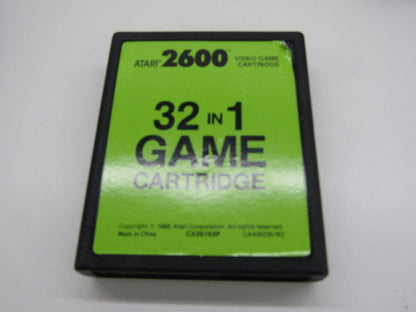 ATARI® 2600™ VIDEO GAME CARTRIDGE
32 IN 1
GAME
CARTRIDGE
Copyright © 1988, Atari Corporation. All rights reserved.
Made in China CX26163P